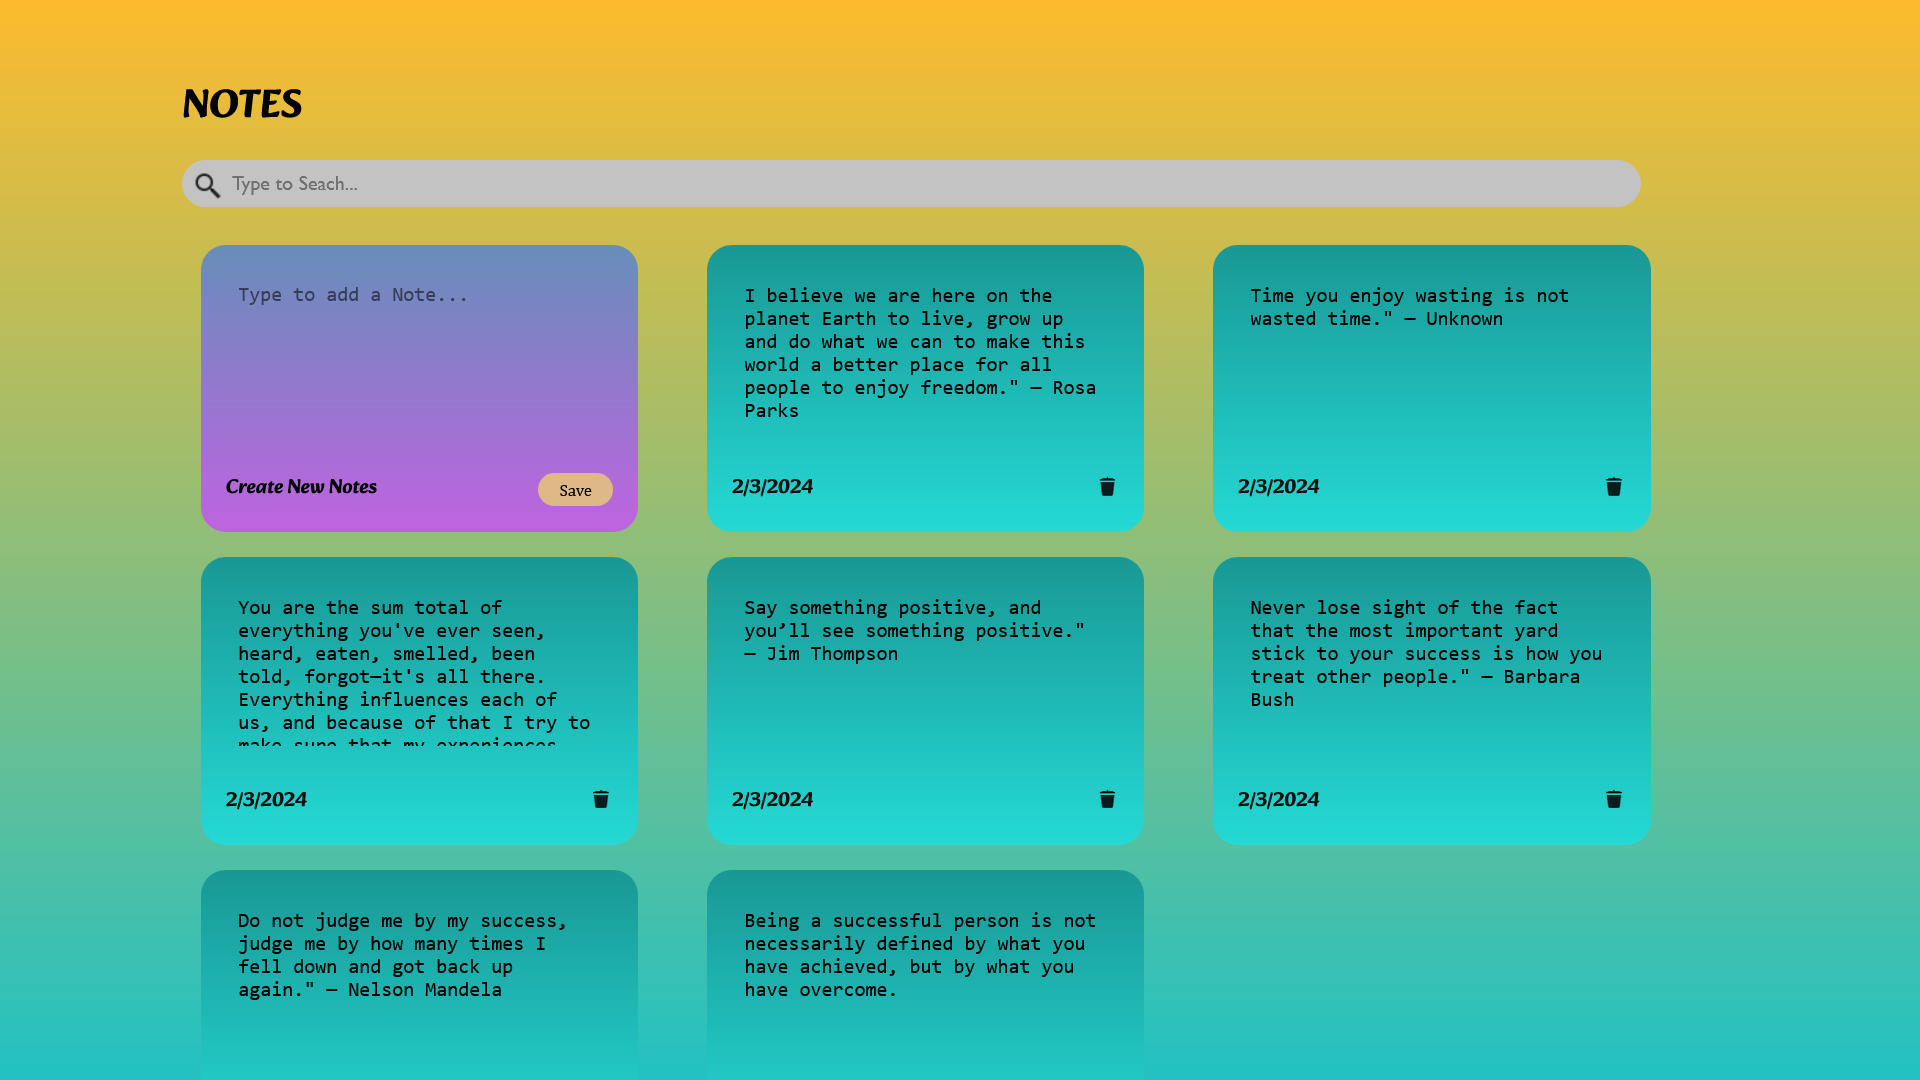 NOTES
Type to Seach...
Type to add a Note...
Create New Notes
Save
I believe we are here on the
planet Earth to live, grow up
and do what we can to make this
world a better place for all
people to enjoy freedom." — Rosa
Parks
2/3/2024
Time you enjoy wasting is not
wasted time." — Unknown
2/3/2024
You are the sum total of
everything you've ever seen,
heard, eaten, smelled, been
told, forgot—it's all there.
Everything influences each of
us, and because of that I try to
make sure that my experiences
2/3/2024
Say something positive, and
you’ll see something positive."
— Jim Thompson
2/3/2024
Never lose sight of the fact
that the most important yard
stick to your success is how you
treat other people." — Barbara
Bush
2/3/2024
Do not judge me by my success,
judge me by how many times I
fell down and got back up
again." — Nelson Mandela
Being a successful person is not
necessarily defined by what you
have achieved, but by what you
have overcome.